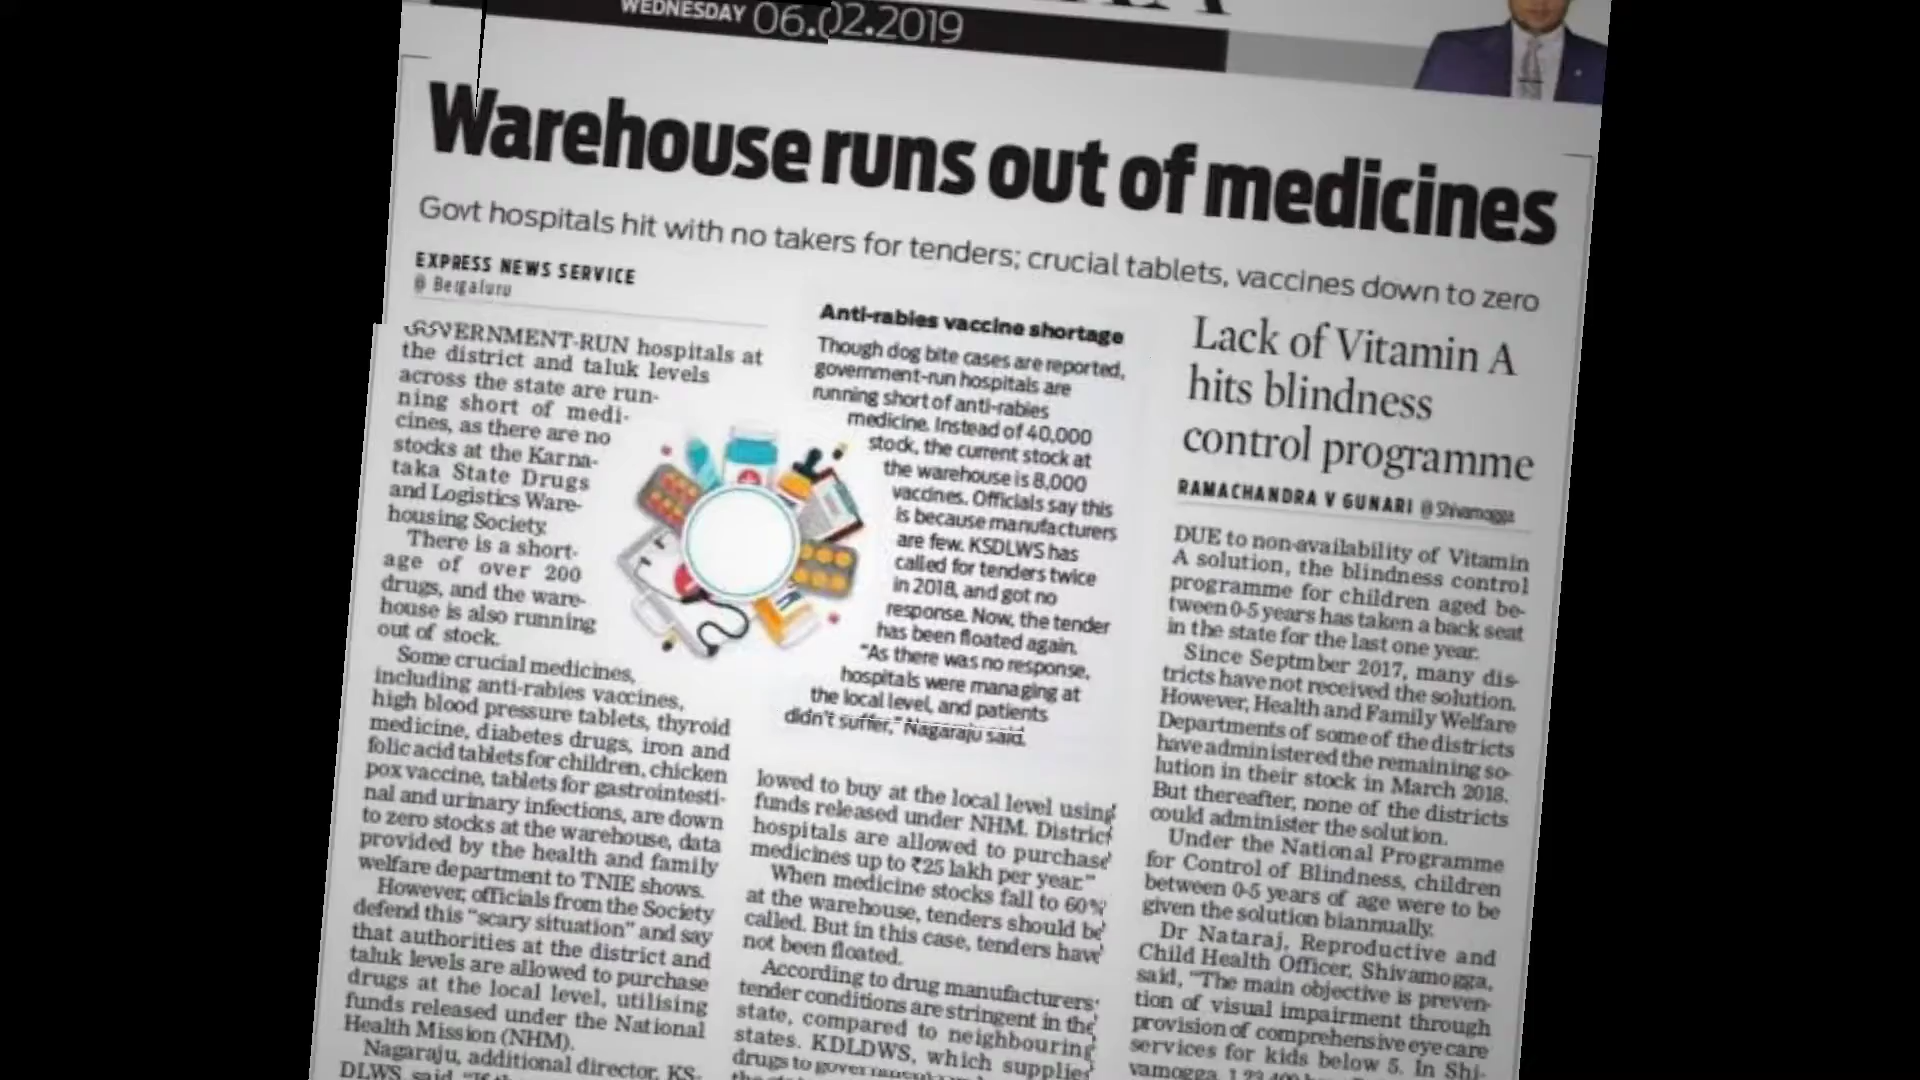 WEDNESDAY 06.02.2019
Warehouse runs out of medicines
Govt hospitals hit with no takers for tenders; crucial tablets, vaccines down to zero
EXPRESS NEWS SERVICE
@ Bengaluru
GOVERNMENT-RUN hospitals at
the district and taluk levels
across the state are run-
ning short of medi-
cines, as there are no
stocks at the Karna-
taka State Drugs
and Logistics Ware-
housing Society.
There is a short-
age of over 200
drugs, and the ware-
house is also running
out of stock.
Some crucial medicines,
including anti-rabies vaccines,
high blood pressure tablets, thyroid
medicine, diabetes drugs, iron and
folic acid tablets for children, chicken
pox vaccine, tablets for gastrointesti-
nal and urinary infections, are down
to zero stocks at the warehouse, data
provided by the health and family
welfare department to TNIE shows.
However, officials from the Society
defend this "scary situation" and say
that authorities at the district and
taluk levels are allowed to purchase
drugs at the local level, utilising
funds released under the National
Health Mission (NHM).
Nagaraju, additional director, KS-
DLWS, said, "If
Anti-rabies vaccine shortage
Though dog bite cases are reported,
government-run hospitals are
running short of anti-rabies
medicine. Instead of 40,000
stock, the current stock at
the warehouse is 8,000
vaccines. Officials say this
is because manufacturers
are few. KSDLWS has
called for tenders twice
in 2018, and got no
response. Now, the tender
has been floated again.
"As there was no response,
hospitals were managing at
the local level, and patients
didn't suffer," Nagaraju said.
lowed to buy at the local level using
funds released under NHM. District
hospitals are allowed to purchase
medicines up to ₹25 lakh per year."
When medicine stocks fall to 60%
at the warehouse, tenders should be
called. But in this case, tenders have
not been floated.
According to drug manufacturers,
tender conditions are stringent in the
state, compared to neighbouring
states. KDLDWS, which supplies
drugs to government
Lack of Vitamin A
hits blindness
control programme
RAMACHANDRA V GUNARI @ Shivamogga
DUE to non-availability of Vitamin
A solution, the blindness control
programme for children aged be-
tween 0-5 years has taken a back seat
in the state for the last one year.
Since Septmber 2017, many dis-
tricts have not received the solution.
However, Health and Family Welfare
Departments of some of the districts
have administered the remaining so-
lution in their stock in March 2018.
But thereafter, none of the districts
could administer the solution.
Under the National Programme
for Control of Blindness, children
between 0-5 years of age were to be
given the solution biannually.
Dr Nataraj, Reproductive and
Child Health Officer, Shivamogga,
said, "The main objective is preven-
tion of visual impairment through
provision of comprehensive eye care
services for kids below 5. In Shi-
vamogga, 1,23,400